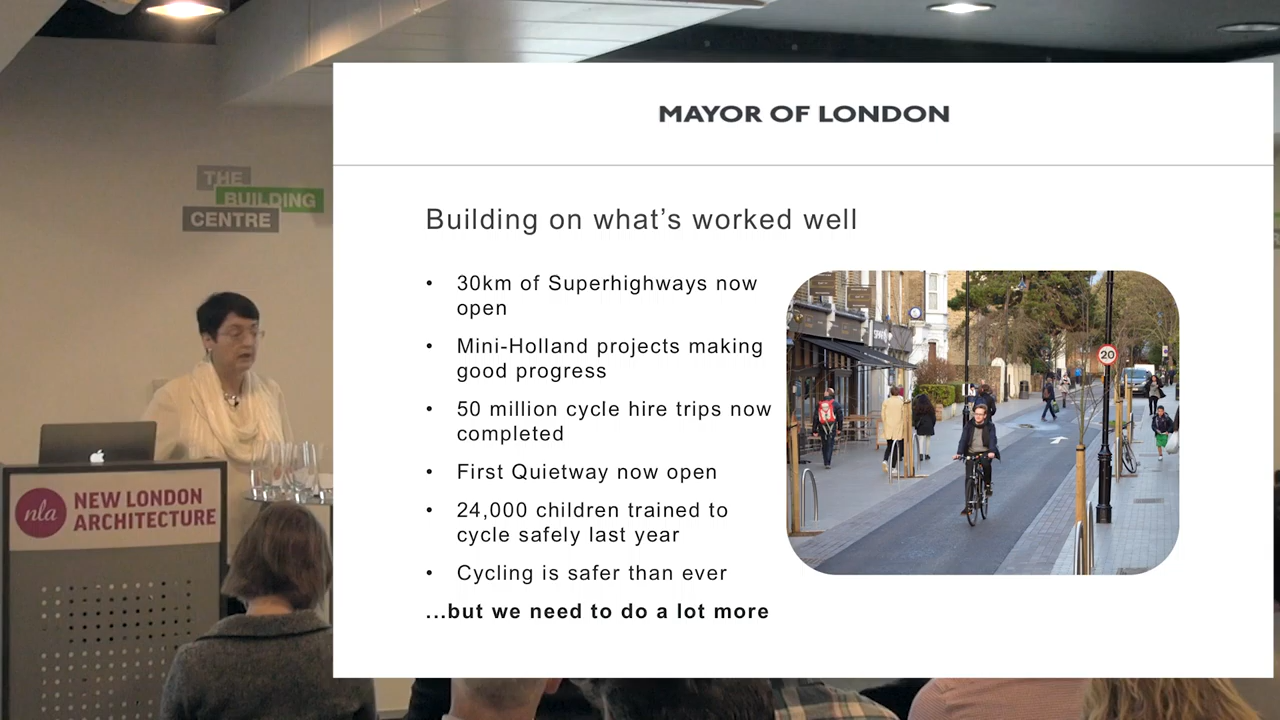 THE
BUILDING
CENTRE
nla
NEW LONDON
ARCHITECTURE
MAYOR OF LONDON
Building on what’s worked well
• 30km of Superhighways now
open
• Mini-Holland projects making
good progress
• 50 million cycle hire trips now
completed
• First Quietway now open
• 24,000 children trained to
cycle safely last year
• Cycling is safer than ever
...but we need to do a lot more
20